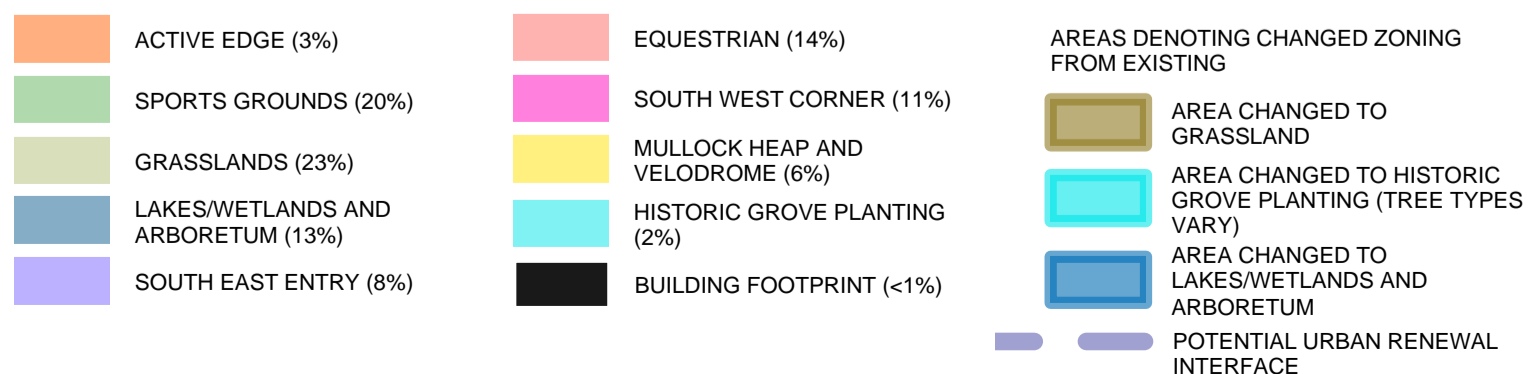 ACTIVE EDGE (3%)
SPORTS GROUNDS (20%)
GRASSLANDS (23%)
LAKES/WETLANDS AND
ARBORETUM (13%)
SOUTH EAST ENTRY (8%)
EQUESTRIAN (14%)
SOUTH WEST CORNER (11%)
MULLOCK HEAP AND
VELODROME (6%)
HISTORIC GROVE PLANTING
(2%)
BUILDING FOOTPRINT (<1%)
AREAS DENOTING CHANGED ZONING
FROM EXISTING
AREA CHANGED TO
GRASSLAND
AREA CHANGED TO HISTORIC
GROVE PLANTING (TREE TYPES
VARY)
AREA CHANGED TO
LAKES/WETLANDS AND
ARBORETUM
POTENTIAL URBAN RENEWAL
INTERFACE